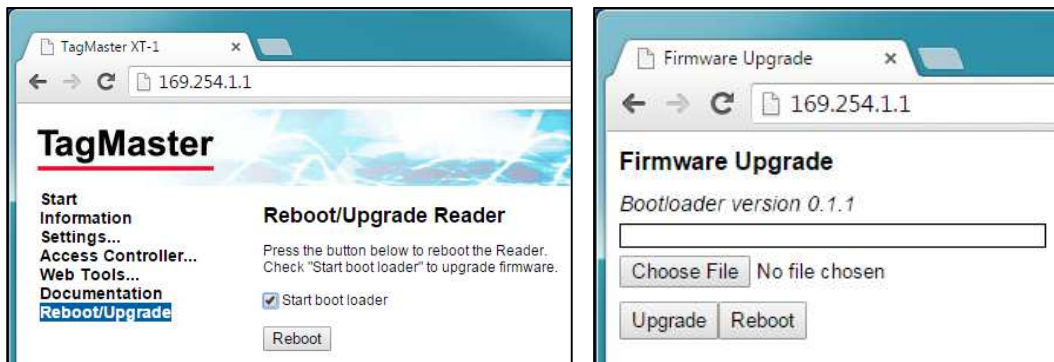 TagMaster XT-1
169.254.1.1
TagMaster
Start
Information
Settings...
Access Controller...
Web Tools...
Documentation
Reboot/Upgrade
Reboot/Upgrade Reader
Press the button below to reboot the Reader.
Check "Start boot loader" to upgrade firmware.
Start boot loader
Reboot
Firmware Upgrade
169.254.1.1
Firmware Upgrade
Bootloader version 0.1.1
Choose File No file chosen
Upgrade Reboot